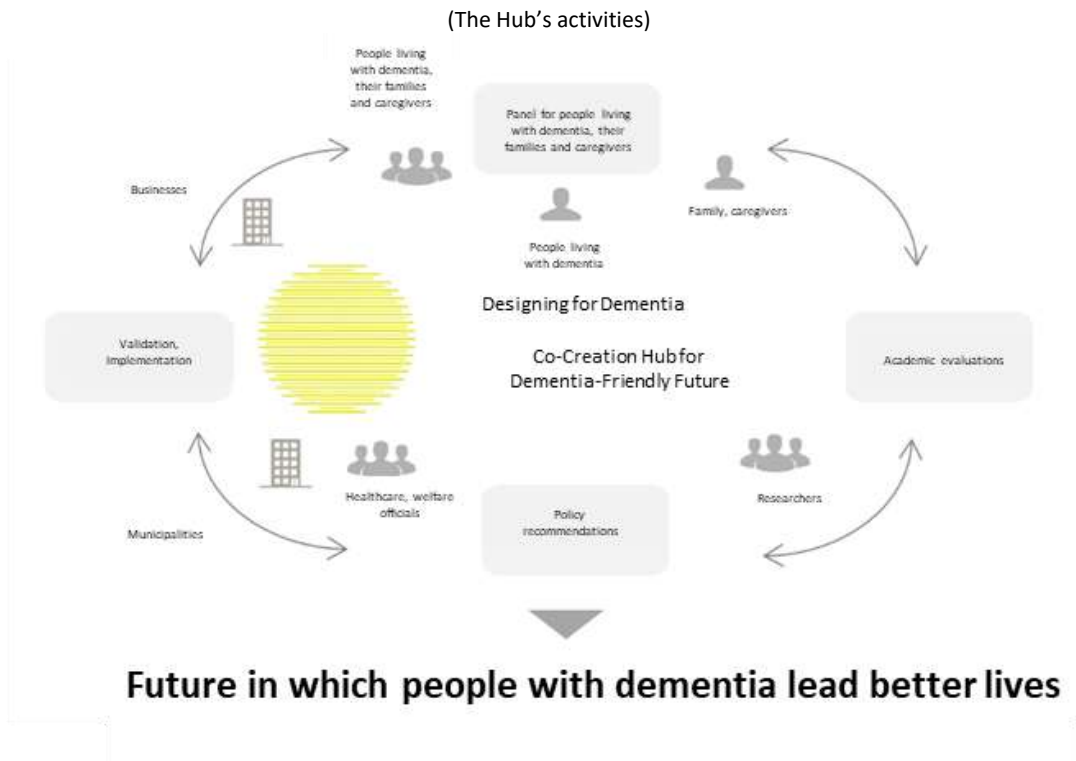 (The Hub's activities)
People living
with dementia,
their families
and caregivers
Panel for people living
with dementia, their
families and caregivers
Businesses
Family, caregivers
People living
with dementia
Designing for Dementia
Co-Creation Hub for
Dementia-Friendly Future
Validation,
Implementation
Academic evaluations
Healthcare, welfare
officials
Researchers
Policy
recommendations
Municipalities
Future in which people with dementia lead better lives